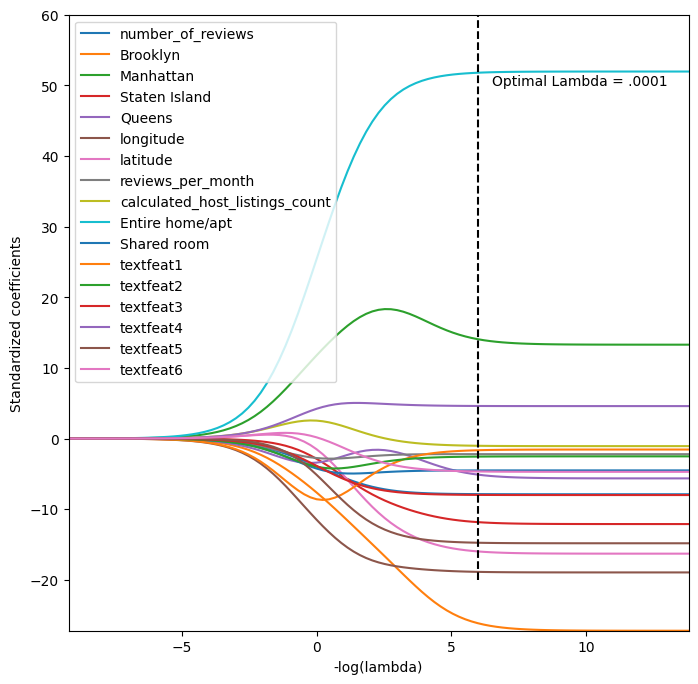 60
50
40
30
20
10
0
−10
−20
Standardized coefficients
number_of_reviews
Brooklyn
Manhattan
Staten Island
Queens
longitude
latitude
reviews_per_month
calculated_host_listings_count
Entire home/apt
Shared room
textfeat1
textfeat2
textfeat3
textfeat4
textfeat5
textfeat6
Optimal Lambda = .0001
−5
0
5
10
-log(lambda)